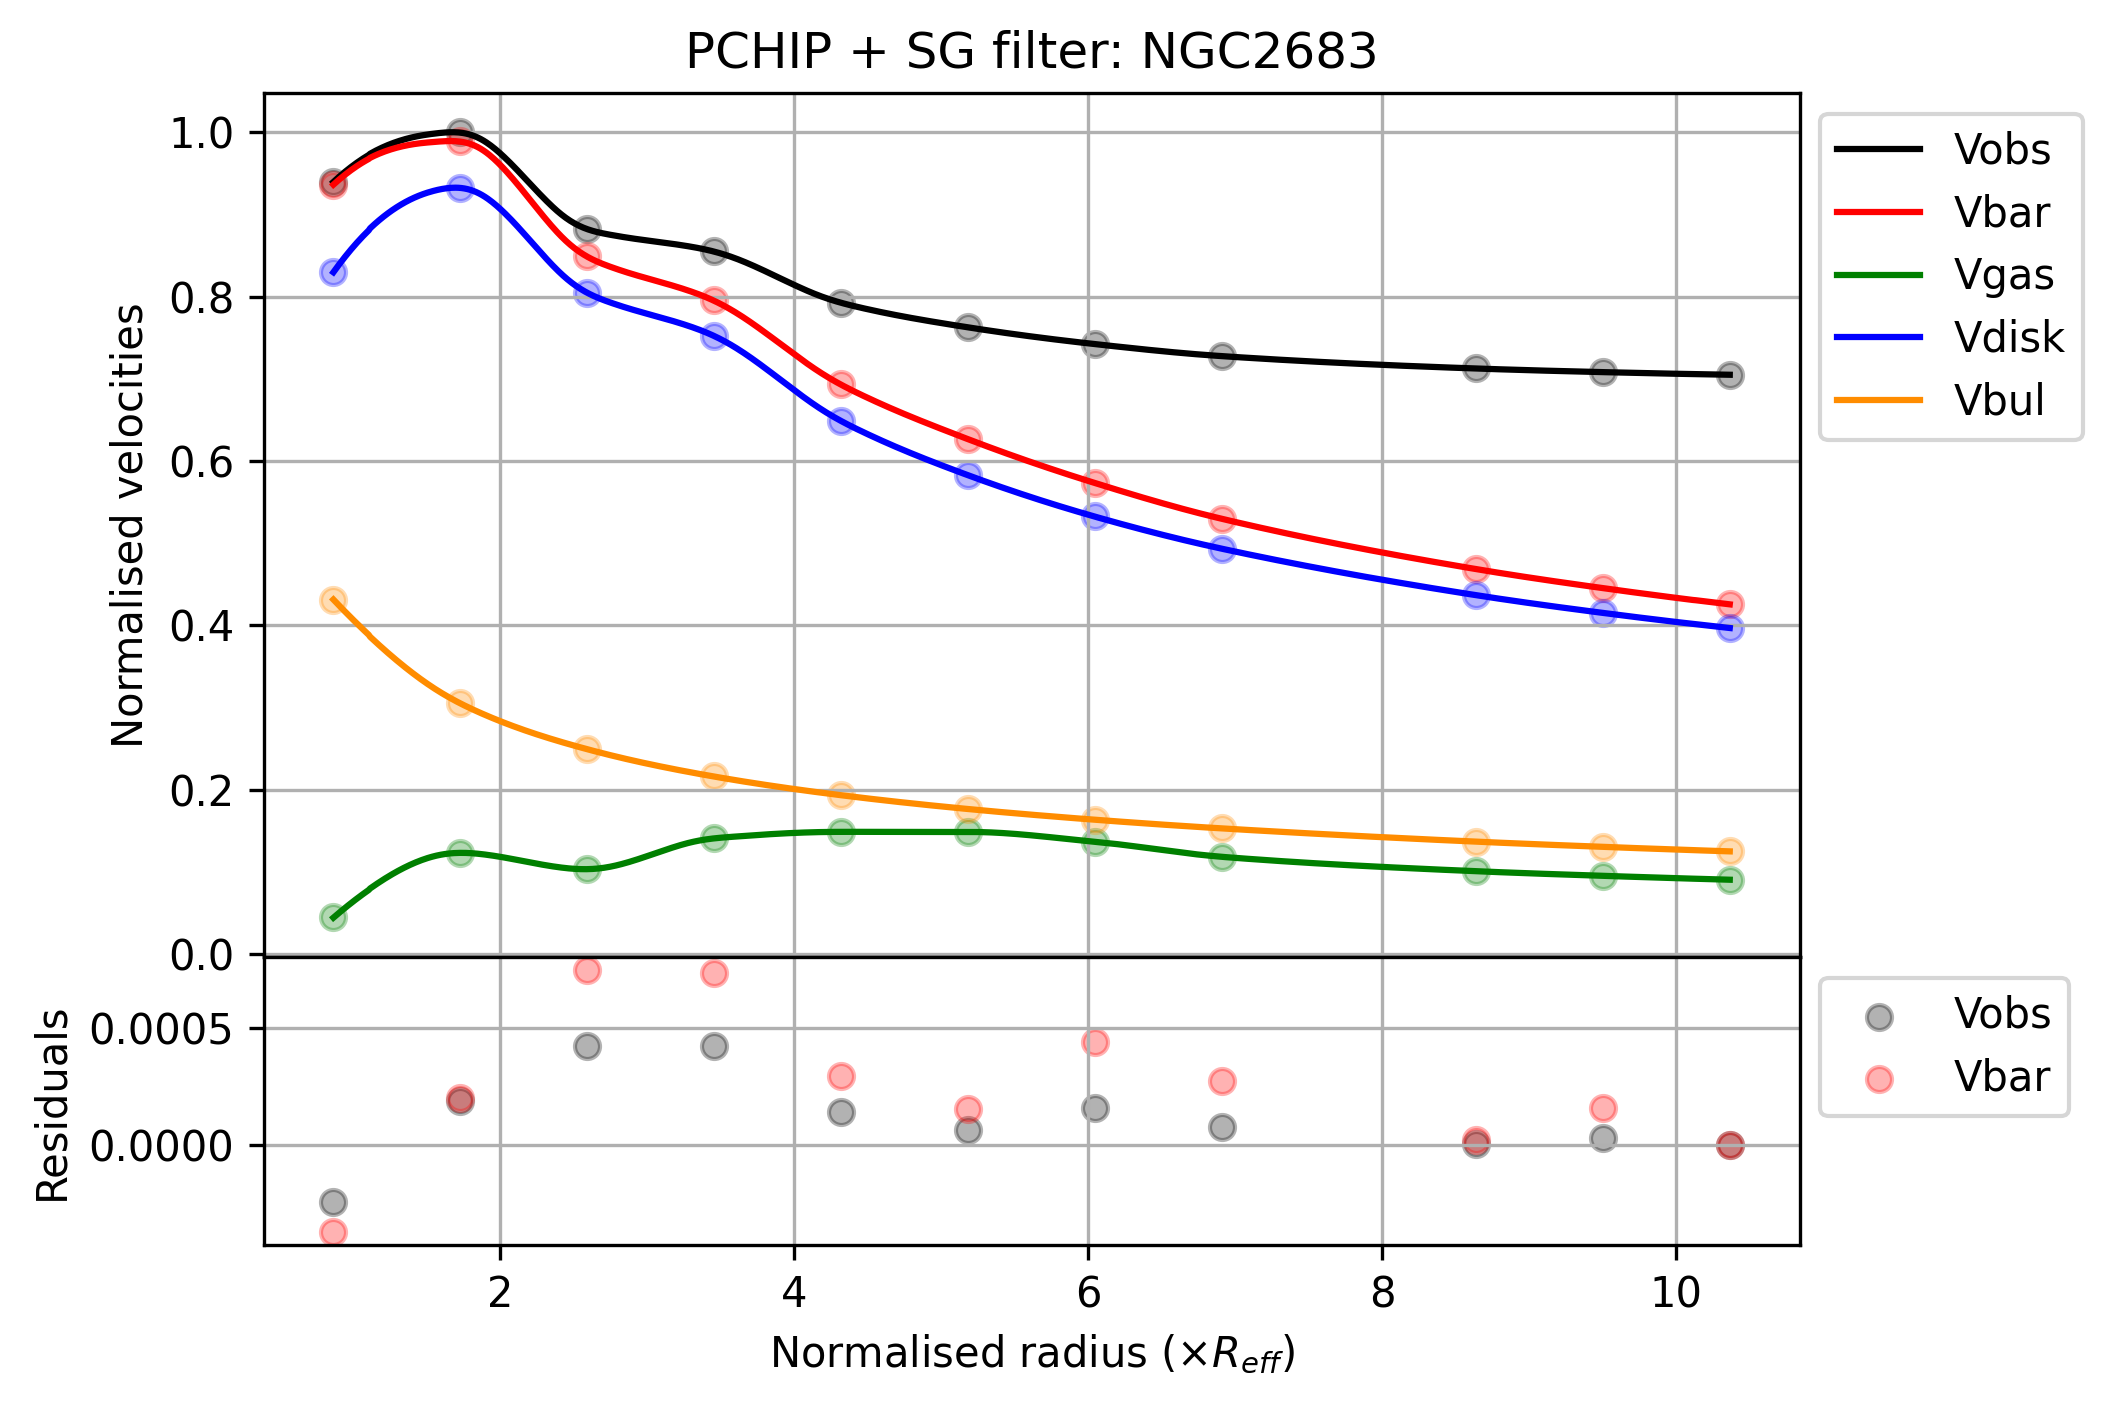 PCHIP + SG filter: NGC2683
Normalised velocities
1.0
0.8
0.6
0.4
0.2
0.0
Vobs
Vbar
Vgas
Vdisk
Vbul
Residuals
0.0005
0.0000
Vobs
Vbar
2 4 6 8 10
Normalised radius (×R_eff)